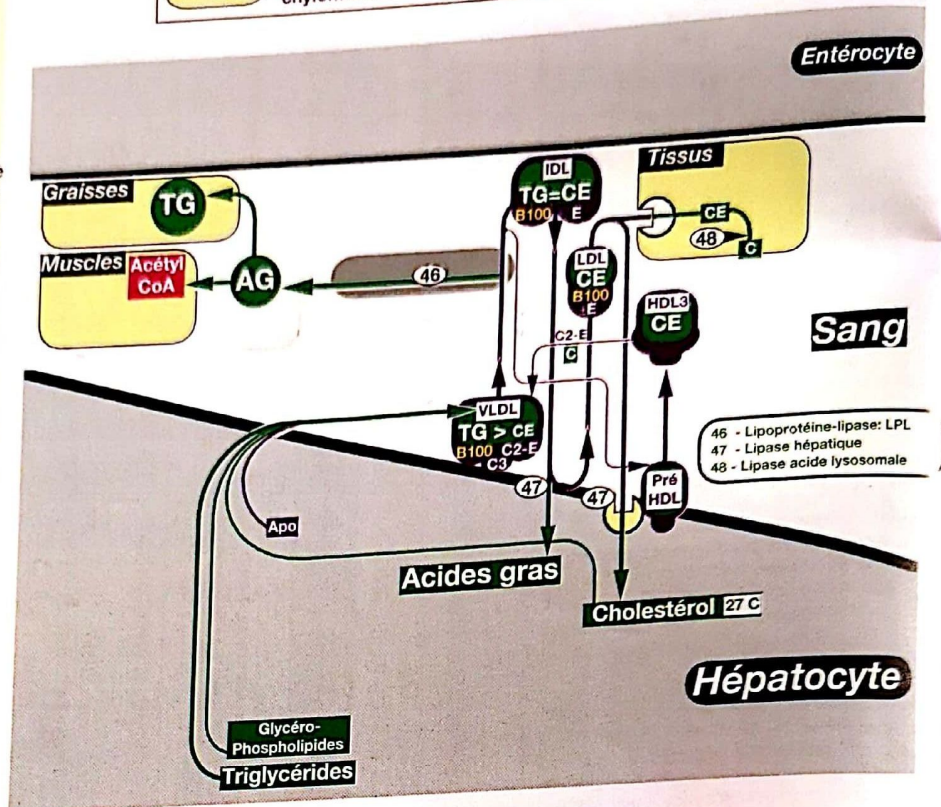 Entérocyte
Graisses
TG
Muscles
Acétyl
CoA
AG
46
IDL
TG=CE
B100 E
Tissus
CE
48
C
LDL
CE
B100
E
HDL3
CE
C2-E
C
Sang
VLDL
TG > CE
B100 C2-E
C3
47
47
Pré
HDL
46 - Lipoprotéine-lipase: LPL
47 - Lipase hépatique
48 - Lipase acide lysosomale
Apo
Acides gras
Cholestérol 27 C
Hépatocyte
Glycéro-
Phospholipides
Triglycérides